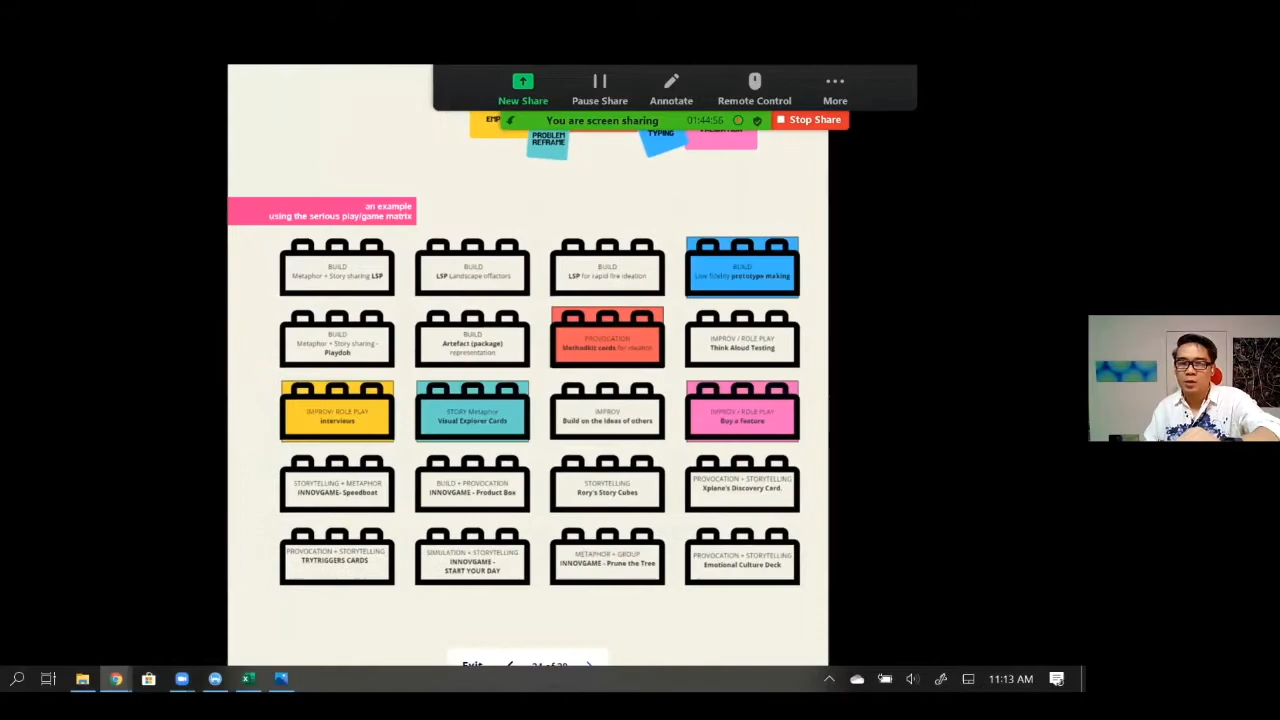 New Share
Pause Share
Annotate
Remote Control
More
You are screen sharing
01:44:56
Stop Share
EMP
PROBLEM
REFRAME
TYPING
an example
using the serious play/game matrix
BUILD
Metaphor + Story sharing LSP
BUILD
LSP Landscape offactors
BUILD
LSP for rapid fire ideation
BUILD
Low fidelity prototype making
BUILD
Metaphor + Story sharing -
Playdoh
BUILD
Artefact (package)
representation
PROVOCATION
Methodkit cards for ideation
IMPROV / ROLE PLAY
Think Aloud Testing
IMPROV/ ROLE PLAY
interviews
STORY Metaphor
Visual Explorer Cards
IMPROV
Build on the ideas of others
IMPROV / ROLE PLAY
Buy a feature
STORYTELLING + METAPHOR
INNOVGAME- Speedboat
BUILD + PROVOCATION
INNOVGAME - Product Box
STORYTELLING
Rory's Story Cubes
PROVOCATION + STORYTELLING
Xplane's Discovery Card.
PROVOCATION + STORYTELLING
TRYTRIGGERS CARDS
SIMULATION + STORYTELLING
INNOVGAME -
START YOUR DAY
METAPHOR + GROUP
INNOVGAME - Prune the Tree
PROVOCATION + STORYTELLING
Emotional Culture Deck
Exit
11:13 AM